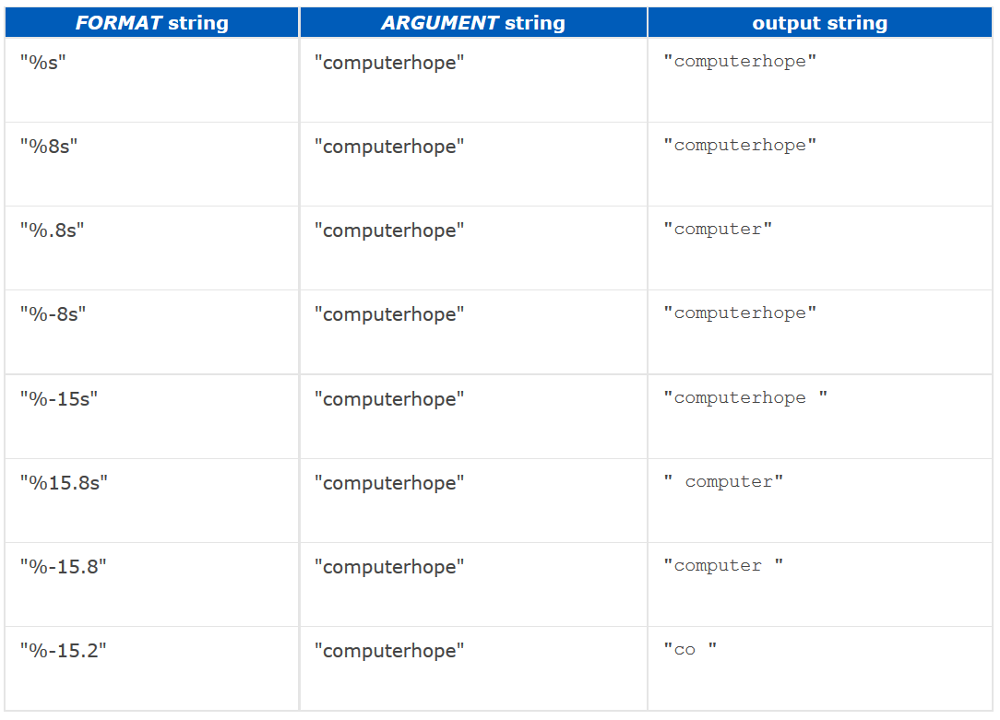 FORMAT string ARGUMENT string output string
"%s" "computerhope" "computerhope"
"%8s" "computerhope" "computerhope"
"%.8s" "computerhope" "computer"
"%-8s" "computerhope" "computerhope"
"%-15s" "computerhope" "computerhope "
"%15.8s" "computerhope" " computer"
"%-15.8" "computerhope" "computer "
"%-15.2" "computerhope" "co "